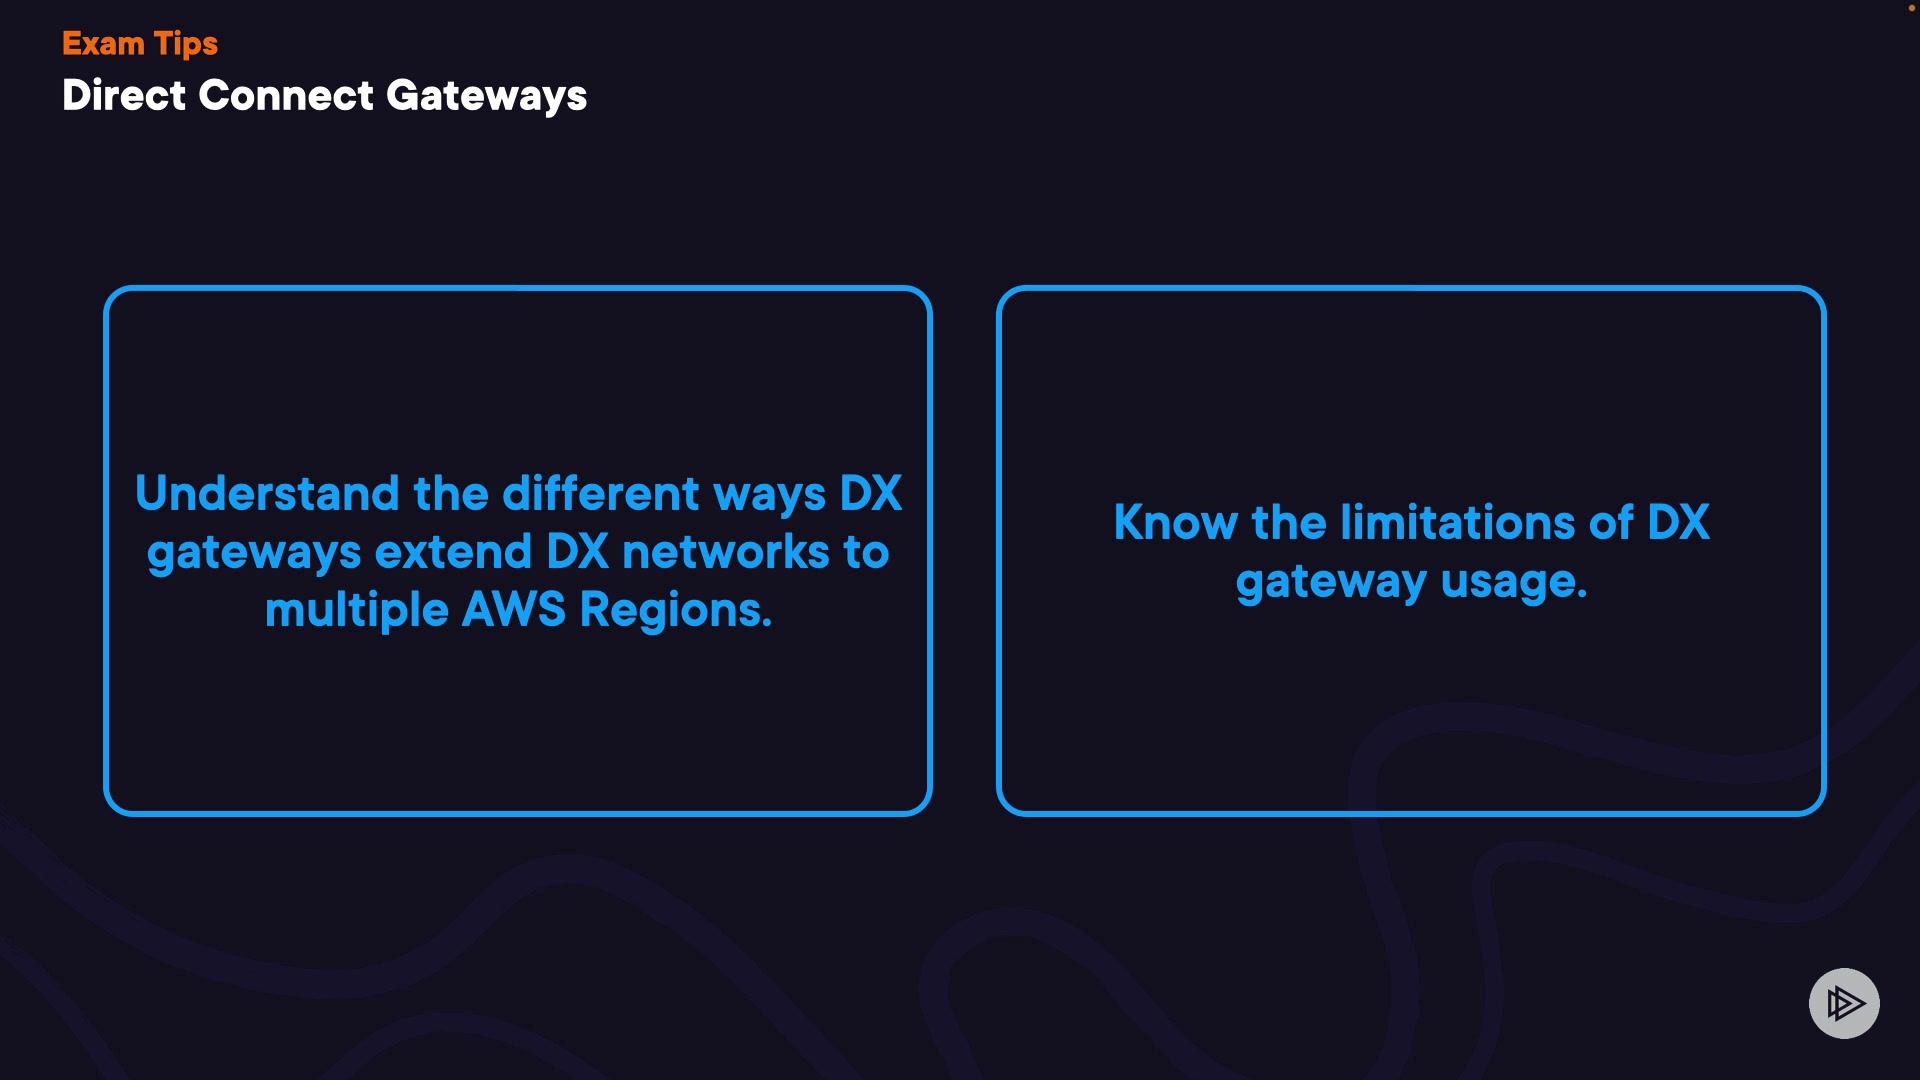 Exam Tips
Direct Connect Gateways
Understand the different ways DX
gateways extend DX networks to
multiple AWS Regions.
Know the limitations of DX
gateway usage.